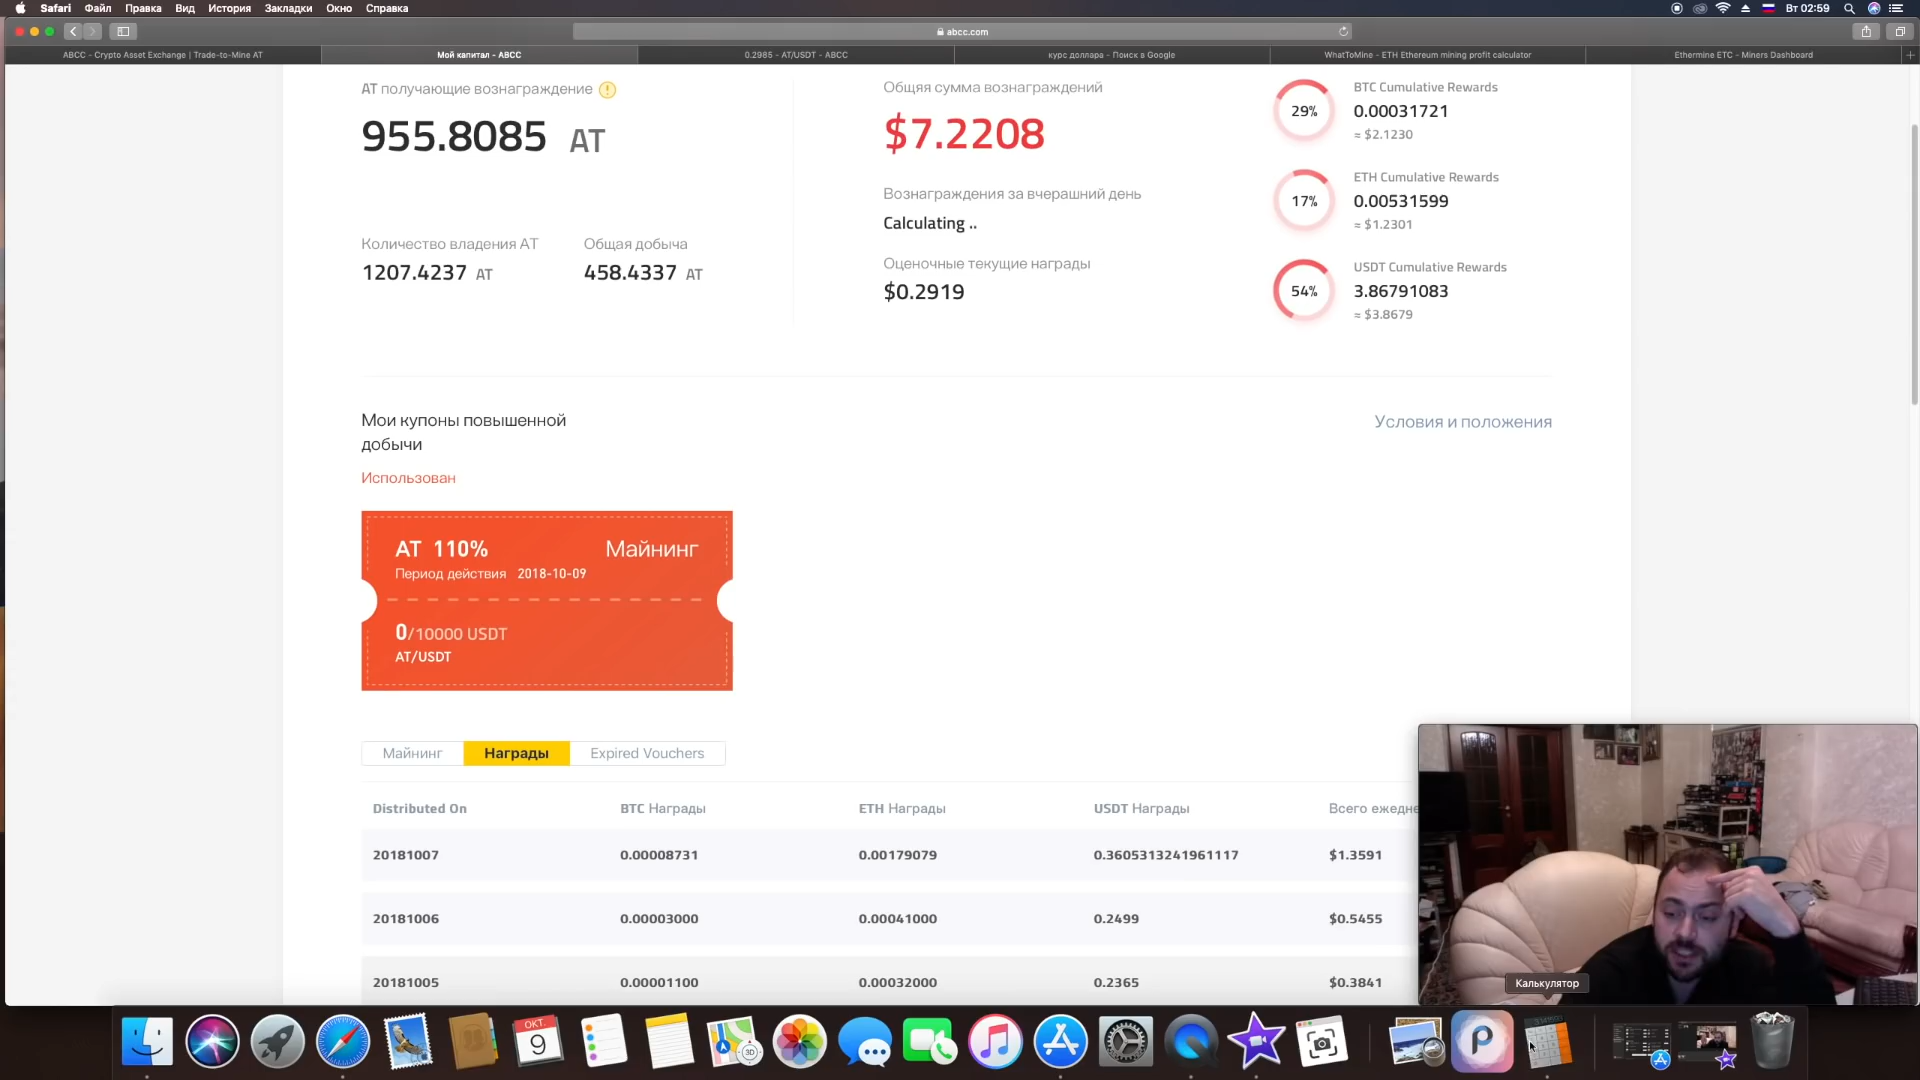 Safari Файл Правка Вид История Закладки Окно Справка
Вт 02:59
abcc.com
ABCC - Crypto Asset Exchange | Trade-to-Mine AT
Мой капитал - ABCC
0.2985 - AT/USDT - ABCC
курс доллара - Поиск в Google
WhatToMine - ETH Ethereum mining profit calculator
Ethermine ETC - Miners Dashboard
AT получающие вознаграждение
955.8085 AT
Количество владения AT
1207.4237 AT
Общая добыча
458.4337 AT
Общяя сумма вознаграждений
$7.2208
Вознаграждения за вчерашний день
Calculating ..
Оценочные текущие награды
$0.2919
29%
BTC Cumulative Rewards
0.00031721
≈ $2.1230
17%
ETH Cumulative Rewards
0.00531599
≈ $1.2301
54%
USDT Cumulative Rewards
3.86791083
≈ $3.8679
Мои купоны повышенной
добычи
Условия и положения
Использован
AT 110% Майнинг
Период действия 2018-10-09
0/10000 USDT
AT/USDT
Майнинг Награды Expired Vouchers
Distributed On BTC Награды ETH Награды USDT Награды Всего ежедне
20181007 0.00008731 0.00179079 0.3605313241961117 $1.3591
20181006 0.00003000 0.00041000 0.2499 $0.5455
20181005 0.00001100 0.00032000 0.2365 $0.3841
Калькулятор
ОКТ.
9
3D
P